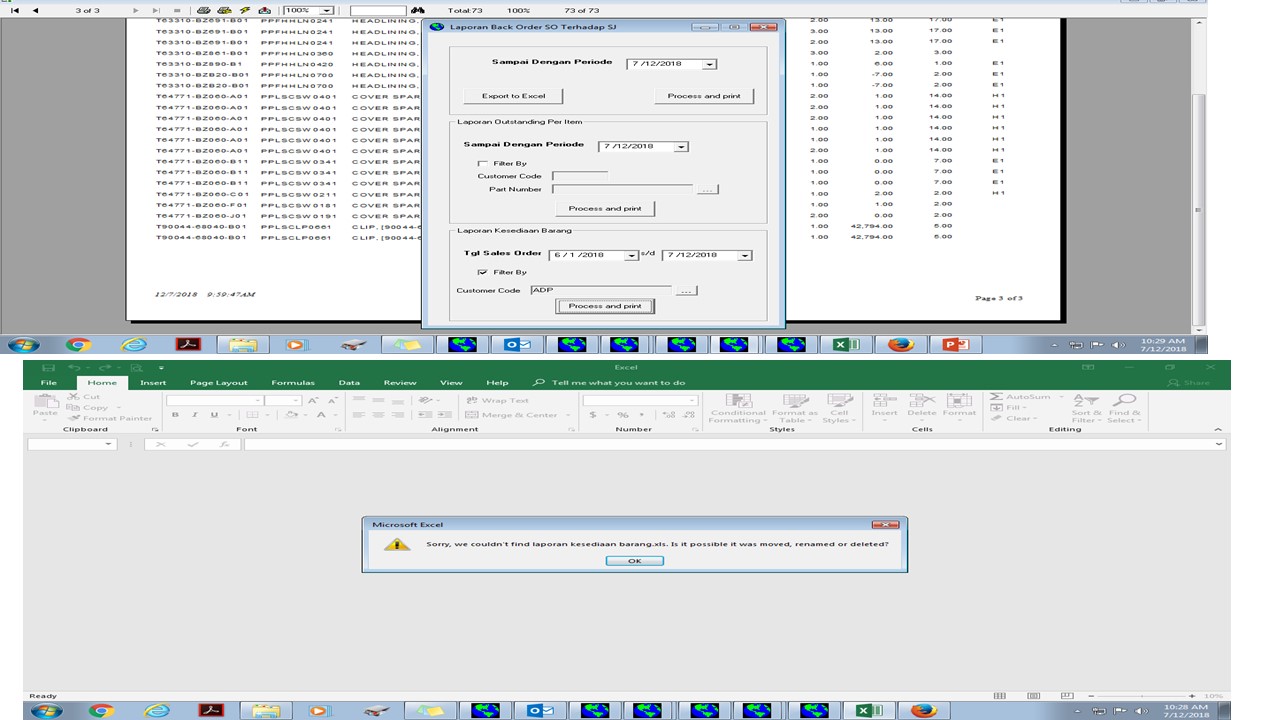 3 of 3 100% Total:73 100% 73 of 73
T63310-BZ691-B01 PPFHHLN0241 HEADLINING, 2.00 13.00 17.00 E1
T63310-BZ691-B01 PPFHHLN0241 HEADLINING, 3.00 13.00 17.00 E1
T63310-BZ691-B01 PPFHHLN0241 HEADLINING, 2.00 13.00 17.00 E1
T63310-BZ861-B01 PPFHHLN0360 HEADLINING, 3.00 2.00 3.00
T63310-BZ890-B1 PPFHHLN0420 HEADLINING, 1.00 6.00 1.00 E1
T63310-BZB20-B01 PPFHHLN0700 HEADLINING, 1.00 -7.00 2.00 E1
T63310-BZB20-B01 PPFHHLN0700 HEADLINING, 1.00 -7.00 2.00 E1
T64771-BZ060-A01 PPLSCSW0401 COVER SPAR 2.00 1.00 14.00 H1
T64771-BZ060-A01 PPLSCSW0401 COVER SPAR 1.00 1.00 14.00 H1
T64771-BZ060-A01 PPLSCSW0401 COVER SPAR 1.00 1.00 14.00 H1
T64771-BZ060-A01 PPLSCSW0401 COVER SPAR 1.00 1.00 14.00 H1
T64771-BZ060-A01 PPLSCSW0401 COVER SPAR 1.00 1.00 14.00 H1
T64771-BZ060-A01 PPLSCSW0401 COVER SPAR 2.00 1.00 14.00 H1
T64771-BZ060-B11 PPLSCSW0341 COVER SPAR 1.00 0.00 7.00 E1
T64771-BZ060-B11 PPLSCSW0341 COVER SPAR 1.00 0.00 7.00 E1
T64771-BZ060-B11 PPLSCSW0341 COVER SPAR 1.00 0.00 7.00 E1
T64771-BZ060-C01 PPLSCSW0211 COVER SPAR 2.00 2.00 2.00 H1
T64771-BZ060-F01 PPLSCSW0181 COVER SPAR 1.00 1.00 2.00
T64771-BZ060-J01 PPLSCSW0191 COVER SPAR 2.00 0.00 2.00
T90044-68040-B01 PPLSCLP0661 CLIP, [90044-6 1.00 42,794.00 5.00
T90044-68040-B01 PPLSCLP0661 CLIP, [90044-6 1.00 42,794.00 6.00
12/7/2018 9:59:47AM
Page 3 of 3
Laporan Back Order SO Terhadap SJ
Sampai Dengan Periode 7 /12/2018
Export to Excel Process and print
Laporan Outstanding Per Item
Sampai Dengan Periode 7 /12/2018
Filter By
Customer Code
Part Number ...
Process and print
Laporan Kesediaan Barang
Tgl Sales Order 6 / 1 /2018 s/d 7 /12/2018
Filter By
Customer Code ADP ...
Process and print
10:29 AM
7/12/2018
Excel
File Home Insert Page Layout Formulas Data Review View Help Tell me what you want to do Share
Paste Cut Copy Format Painter
B I U Wrap Text Merge & Center $ % Conditional Formatting Format as Table Cell Styles Insert Delete Format AutoSum Fill Clear Sort & Filter Find & Select
Clipboard Font Alignment Number Styles Cells Editing
fx
Microsoft Excel
Sorry, we couldn't find laporan kesediaan barang.xls. Is it possible it was moved, renamed or deleted?
OK
Ready 10%
10:28 AM
7/12/2018